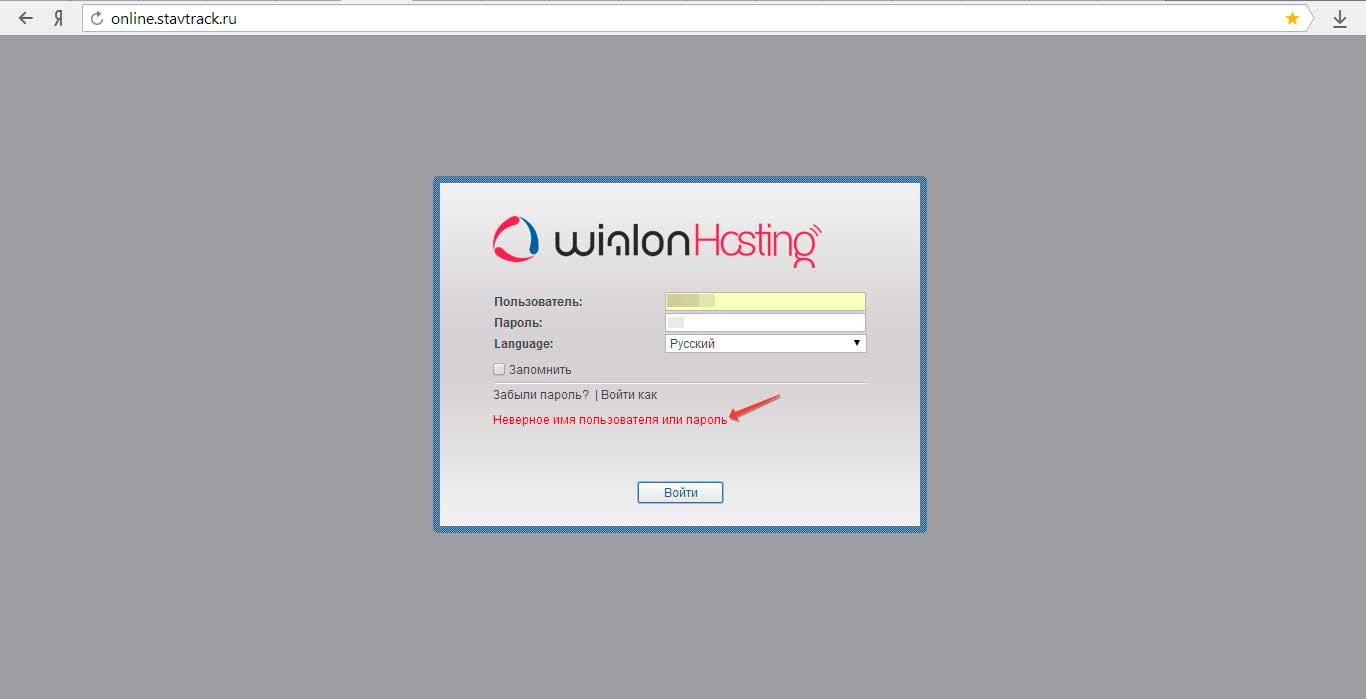 online.stavtrack.ru
wialon Hosting
Пользователь:
Пароль:
Language: Русский
Запомнить
Забыли пароль? | Войти как
Неверное имя пользователя или пароль
Войти